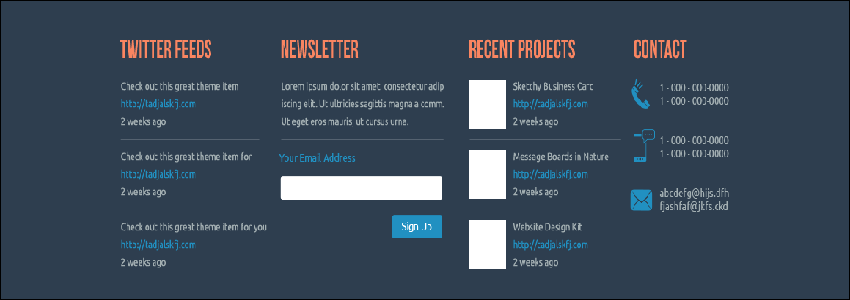 TWITTER FEEDS
Check out this great theme item
http://tadjalskfj.com
2 weeks ago
Check out this great theme item for
http://tadjalskfj.com
2 weeks ago
Check out this great theme item for you
http://tadjalskfj.com
2 weeks ago
NEWSLETTER
Lorem ipsum dolor sit amet, consectetur adip
iscing elit. Ut ultricies sagittis magna a comm.
Ut eget eros mauris, ut cursus urne.
Your Email Address
Sign Up
RECENT PROJECTS
Sketchy Business Card
http://tadjalskfj.com
2 weeks ago
Message Boards in Nature
http://tadjalskfj.com
2 weeks ago
Website Design Kit
http://tadjalskfj.com
2 weeks ago
CONTACT
1 - 000 - 000-0000
1 - 000 - 000-0000
1 - 000 - 000-0000
1 - 000 - 000-0000
abcdefg@hijs.dfh
fjashfaf@jkfs.ckd